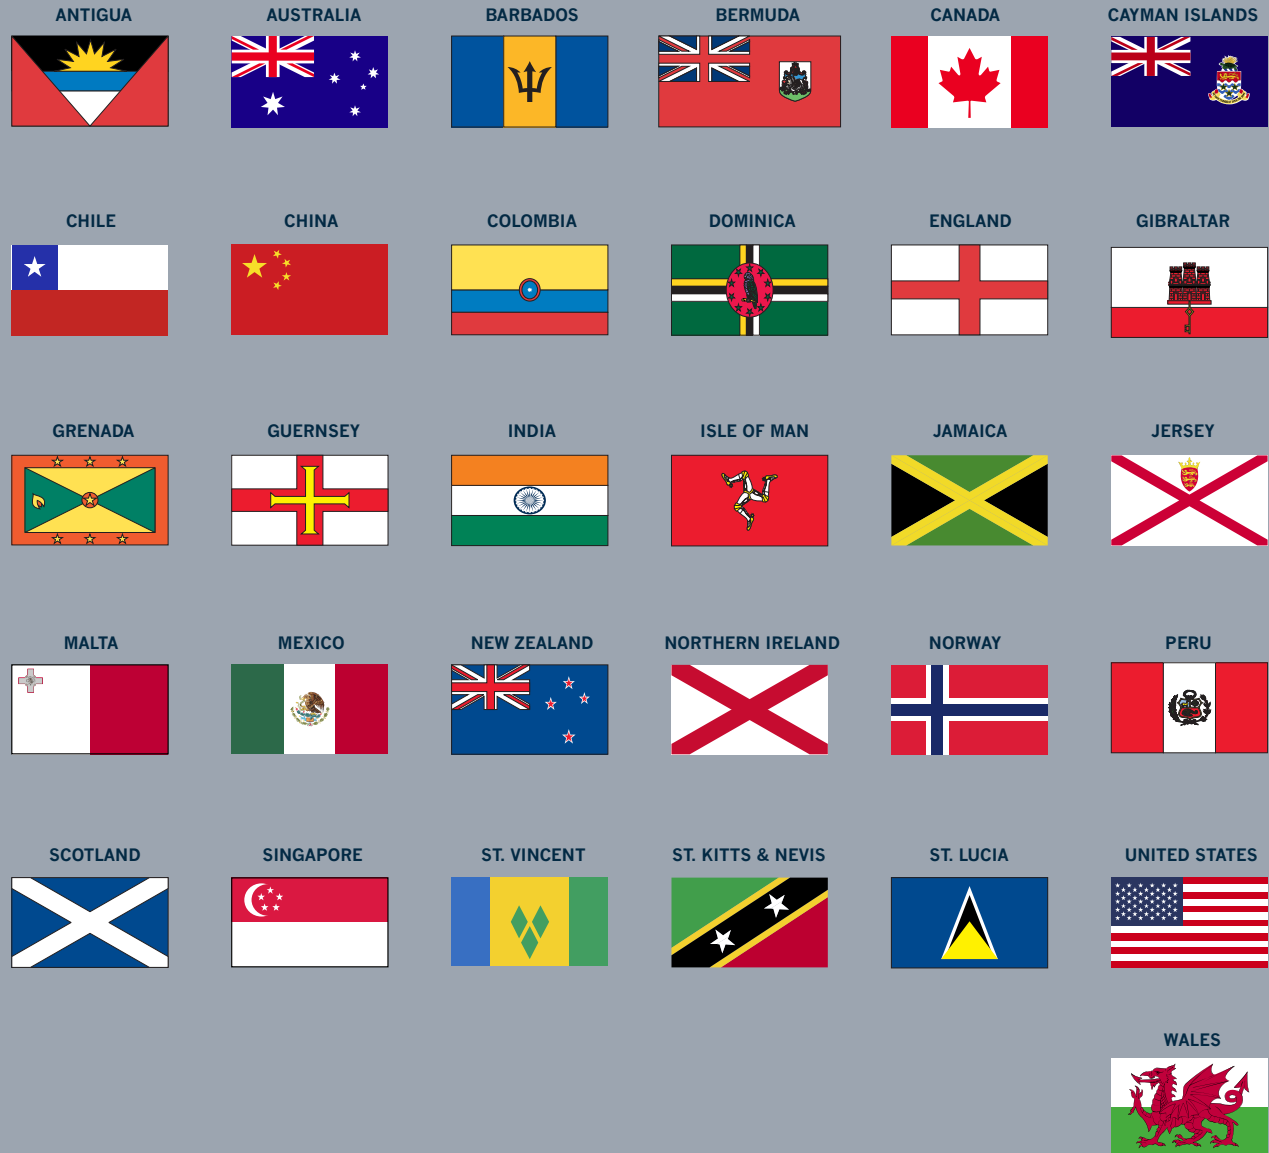 ANTIGUA
AUSTRALIA
BARBADOS
BERMUDA
CANADA
CAYMAN ISLANDS
CHILE
CHINA
COLOMBIA
DOMINICA
ENGLAND
GIBRALTAR
GRENADA
GUERNSEY
INDIA
ISLE OF MAN
JAMAICA
JERSEY
MALTA
MEXICO
NEW ZEALAND
NORTHERN IRELAND
NORWAY
PERU
SCOTLAND
SINGAPORE
ST. VINCENT
ST. KITTS & NEVIS
ST. LUCIA
UNITED STATES
WALES